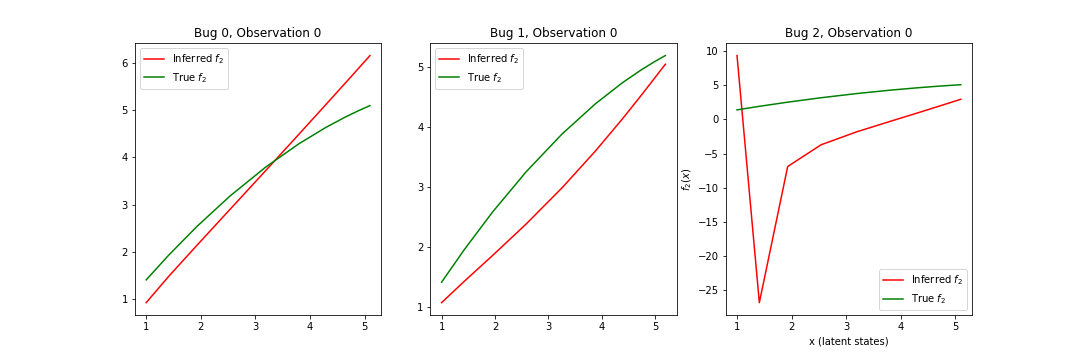 Bug 0, Observation 0
Inferred f₂
True f₂
6
5
4
3
2
1
1 2 3 4 5
Bug 1, Observation 0
Inferred f₂
True f₂
5
4
3
2
1
1 2 3 4 5
Bug 2, Observation 0
f₂(x)
10
5
0
−5
−10
−15
−20
−25
Inferred f₂
True f₂
1 2 3 4 5
x (latent states)